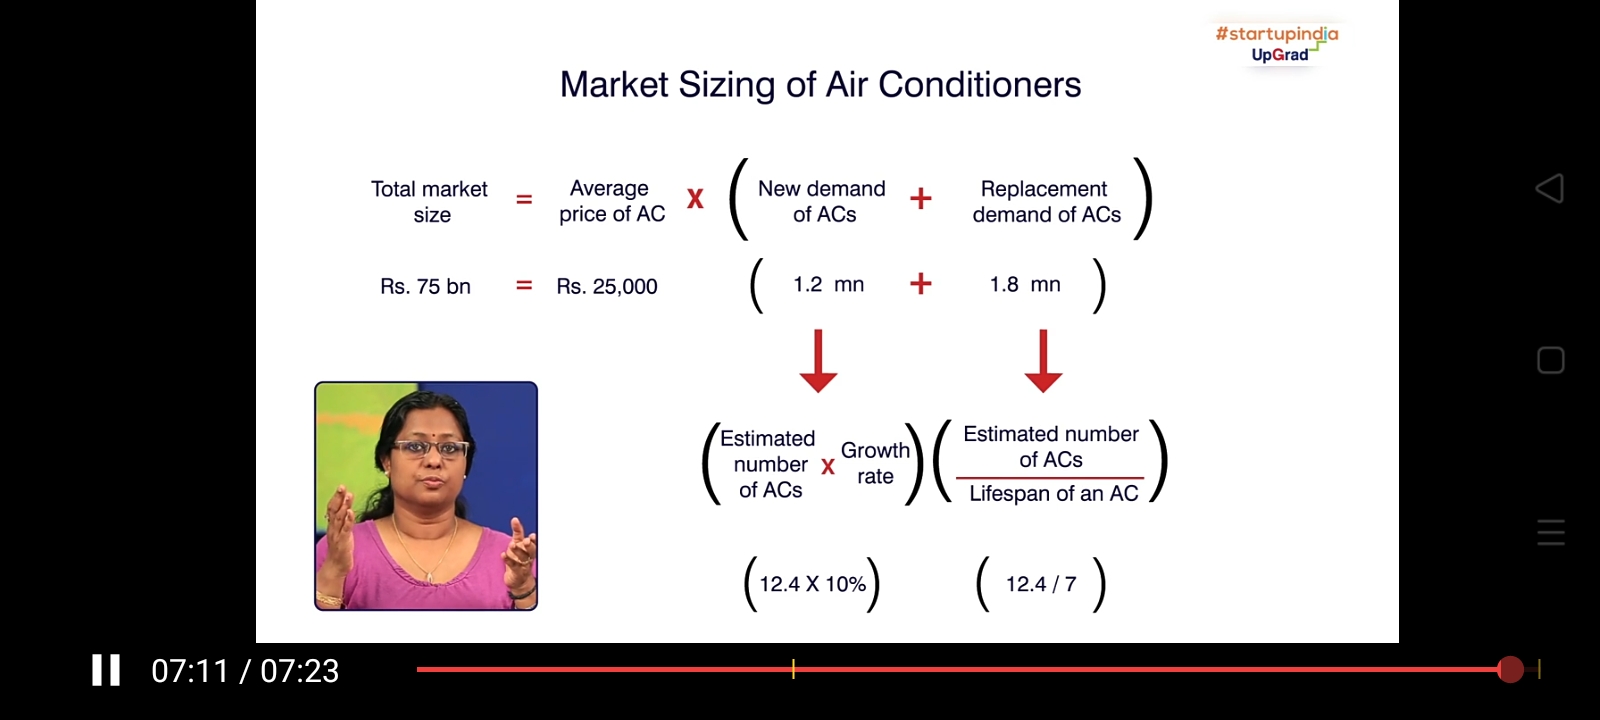 #startupindia
UpGrad
Market Sizing of Air Conditioners
Total market size = Average price of AC X ( New demand of ACs + Replacement demand of ACs )
Rs. 75 bn = Rs. 25,000 ( 1.2 mn + 1.8 mn )
( Estimated number of ACs X Growth rate ) ( Estimated number of ACs / Lifespan of an AC )
( 12.4 X 10% ) ( 12.4 / 7 )
07:11 / 07:23